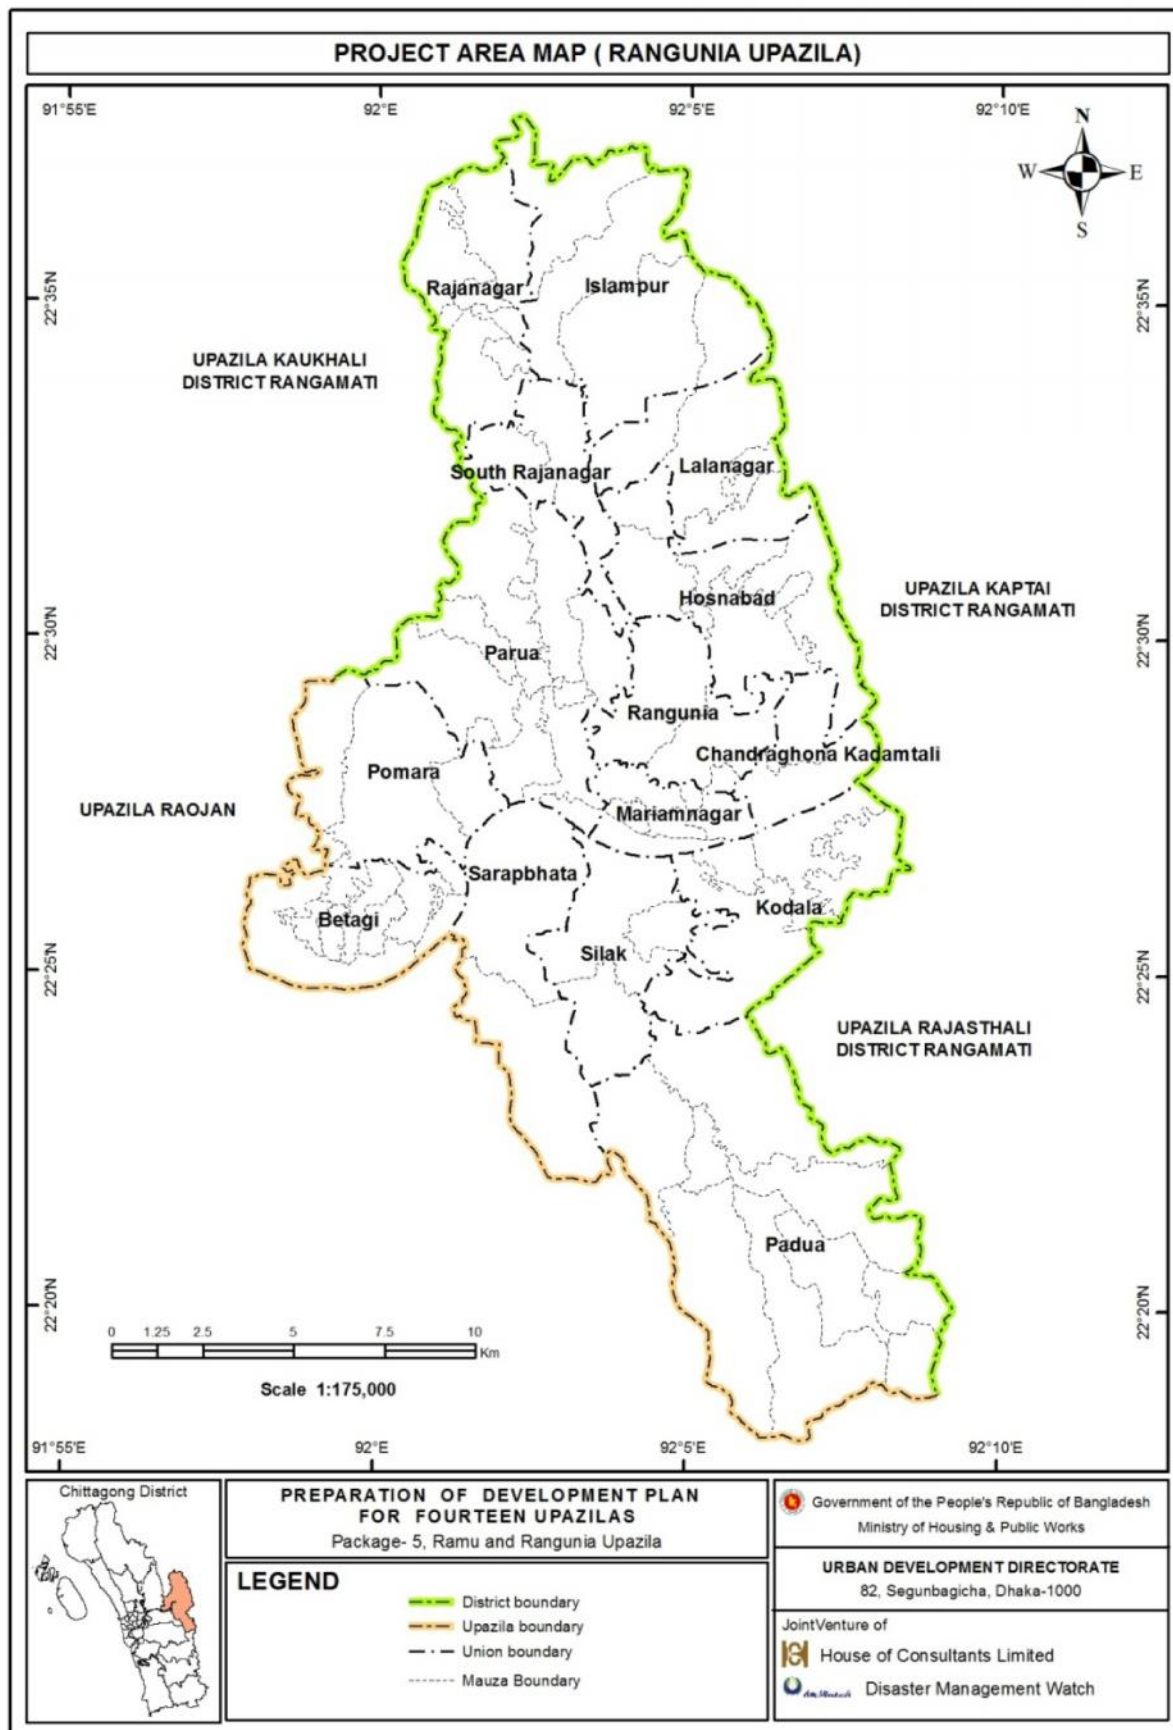 PROJECT AREA MAP ( RANGUNIA UPAZILA)
91°55'E 92°E 92°5'E 92°10'E
N
W E
S
22°35'N 22°35'N
Rajanagar Islampur
UPAZILA KAUKHALI
DISTRICT RANGAMATI
South Rajanagar Lalanagar
Hosnabad
UPAZILA KAPTAI
DISTRICT RANGAMATI
22°30'N 22°30'N
Parua
Rangunia
Chandraghona Kadamtali
Pomara
UPAZILA RAOJAN
Mariamnagar
Sarapbhata
Kodala
Betagi
Silak
22°25'N 22°25'N
UPAZILA RAJASTHALI
DISTRICT RANGAMATI
Padua
22°20'N 22°20'N
0 1.25 2.5 5 7.5 10
Km
Scale 1:175,000
91°55'E 92°E 92°5'E 92°10'E
Chittagong District
PREPARATION OF DEVELOPMENT PLAN
FOR FOURTEEN UPAZILAS
Package- 5, Ramu and Rangunia Upazila
LEGEND
District boundary
Upazila boundary
Union boundary
Mauza Boundary
Government of the People's Republic of Bangladesh
Ministry of Housing & Public Works
URBAN DEVELOPMENT DIRECTORATE
82, Segunbagicha, Dhaka-1000
JointVenture of
House of Consultants Limited
Disaster Management Watch